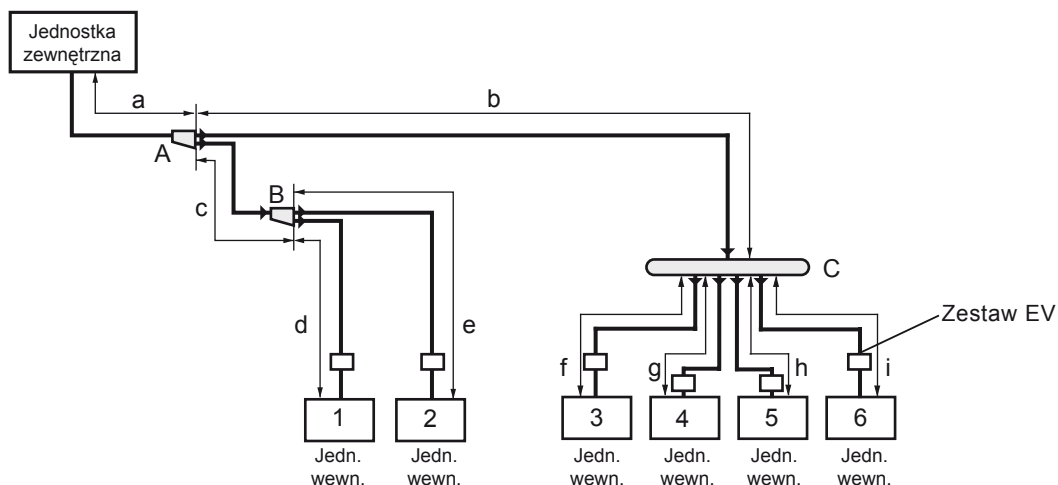 Jednostka
zewnętrzna
a
b
A
B
c
C
d
e
Zestaw EV
f
g
h
i
1
2
3
4
5
6
Jedn.
wewn.
Jedn.
wewn.
Jedn.
wewn.
Jedn.
wewn.
Jedn.
wewn.
Jedn.
wewn.